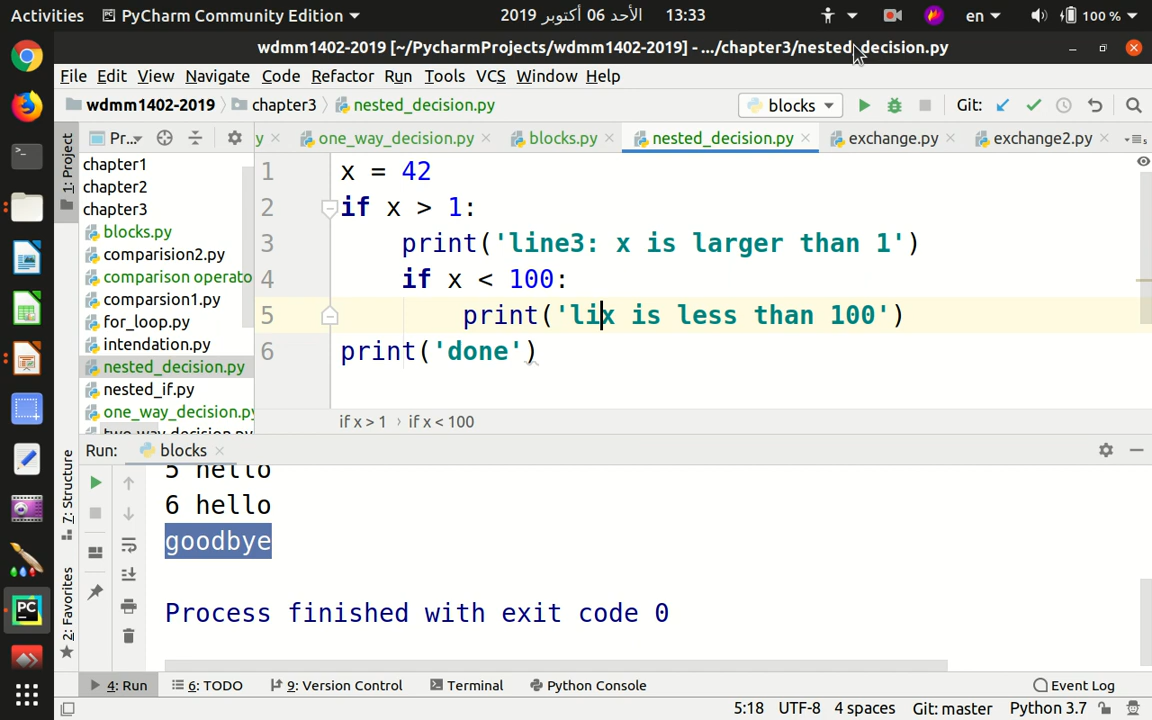 Activities PyCharm Community Edition الأحد 06 أكتوبر 2019 13:33 en 100 %
wdmm1402-2019 [~/PycharmProjects/wdmm1402-2019] - .../chapter3/nested_decision.py
File Edit View Navigate Code Refactor Run Tools VCS Window Help
wdmm1402-2019 chapter3 nested_decision.py blocks Git:
1: Project
Pr... y one_way_decision.py blocks.py nested_decision.py exchange.py exchange2.py
chapter1
chapter2
chapter3
blocks.py
comparision2.py
comparison operato
comparsion1.py
for_loop.py
intendation.py
nested_decision.py
nested_if.py
one_way_decision.py
1 x = 42
2 if x > 1:
3 print('line3: x is larger than 1')
4 if x < 100:
5 print('lix is less than 100')
6 print('done')
if x > 1 › if x < 100
7: Structure
2: Favorites
Run: blocks
5 hello
6 hello
goodbye
Process finished with exit code 0
4: Run 6: TODO 9: Version Control Terminal Python Console Event Log
5:18 UTF-8 4 spaces Git: master Python 3.7